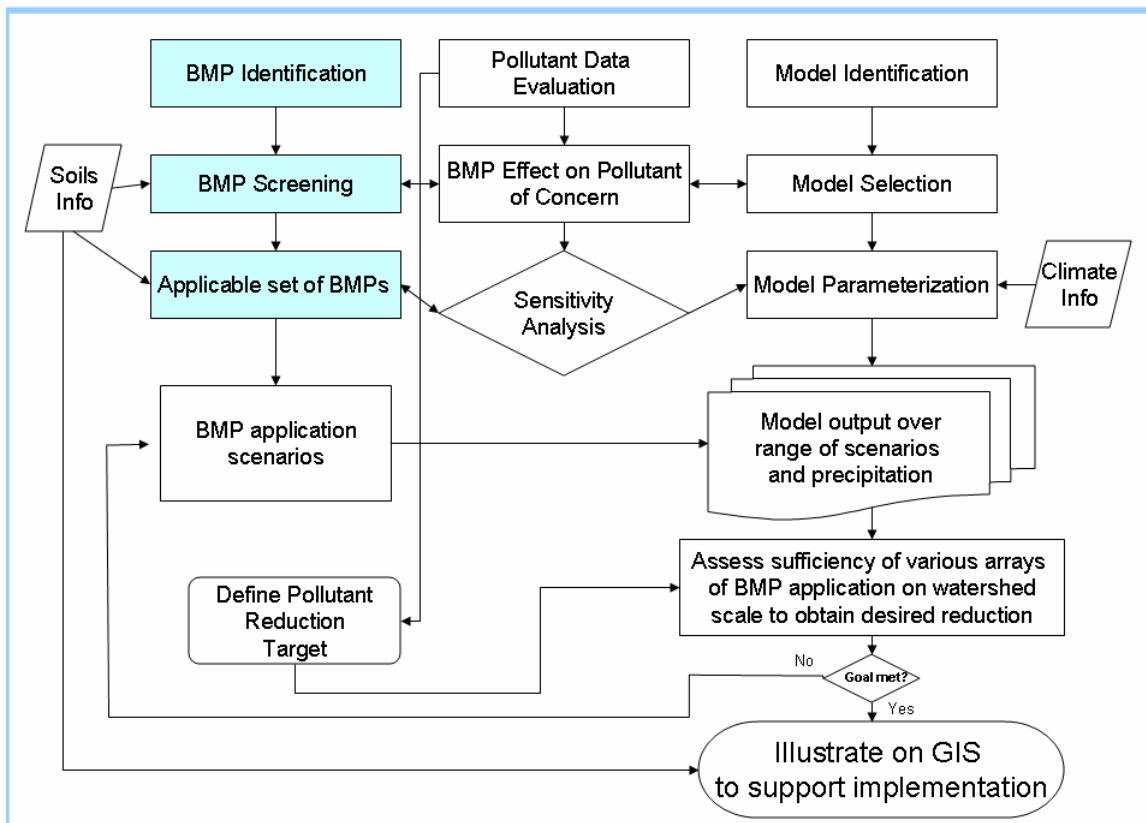 BMP Identification
Pollutant Data
Evaluation
Model Identification
Soils
Info
BMP Screening
BMP Effect on Pollutant
of Concern
Model Selection
Applicable set of BMPs
Sensitivity
Analysis
Model Parameterization
Climate
Info
BMP application
scenarios
Model output over
range of scenarios
and precipitation
Define Pollutant
Reduction
Target
Assess sufficiency of various arrays
of BMP application on watershed
scale to obtain desired reduction
No
Goal met?
Yes
Illustrate on GIS
to support implementation